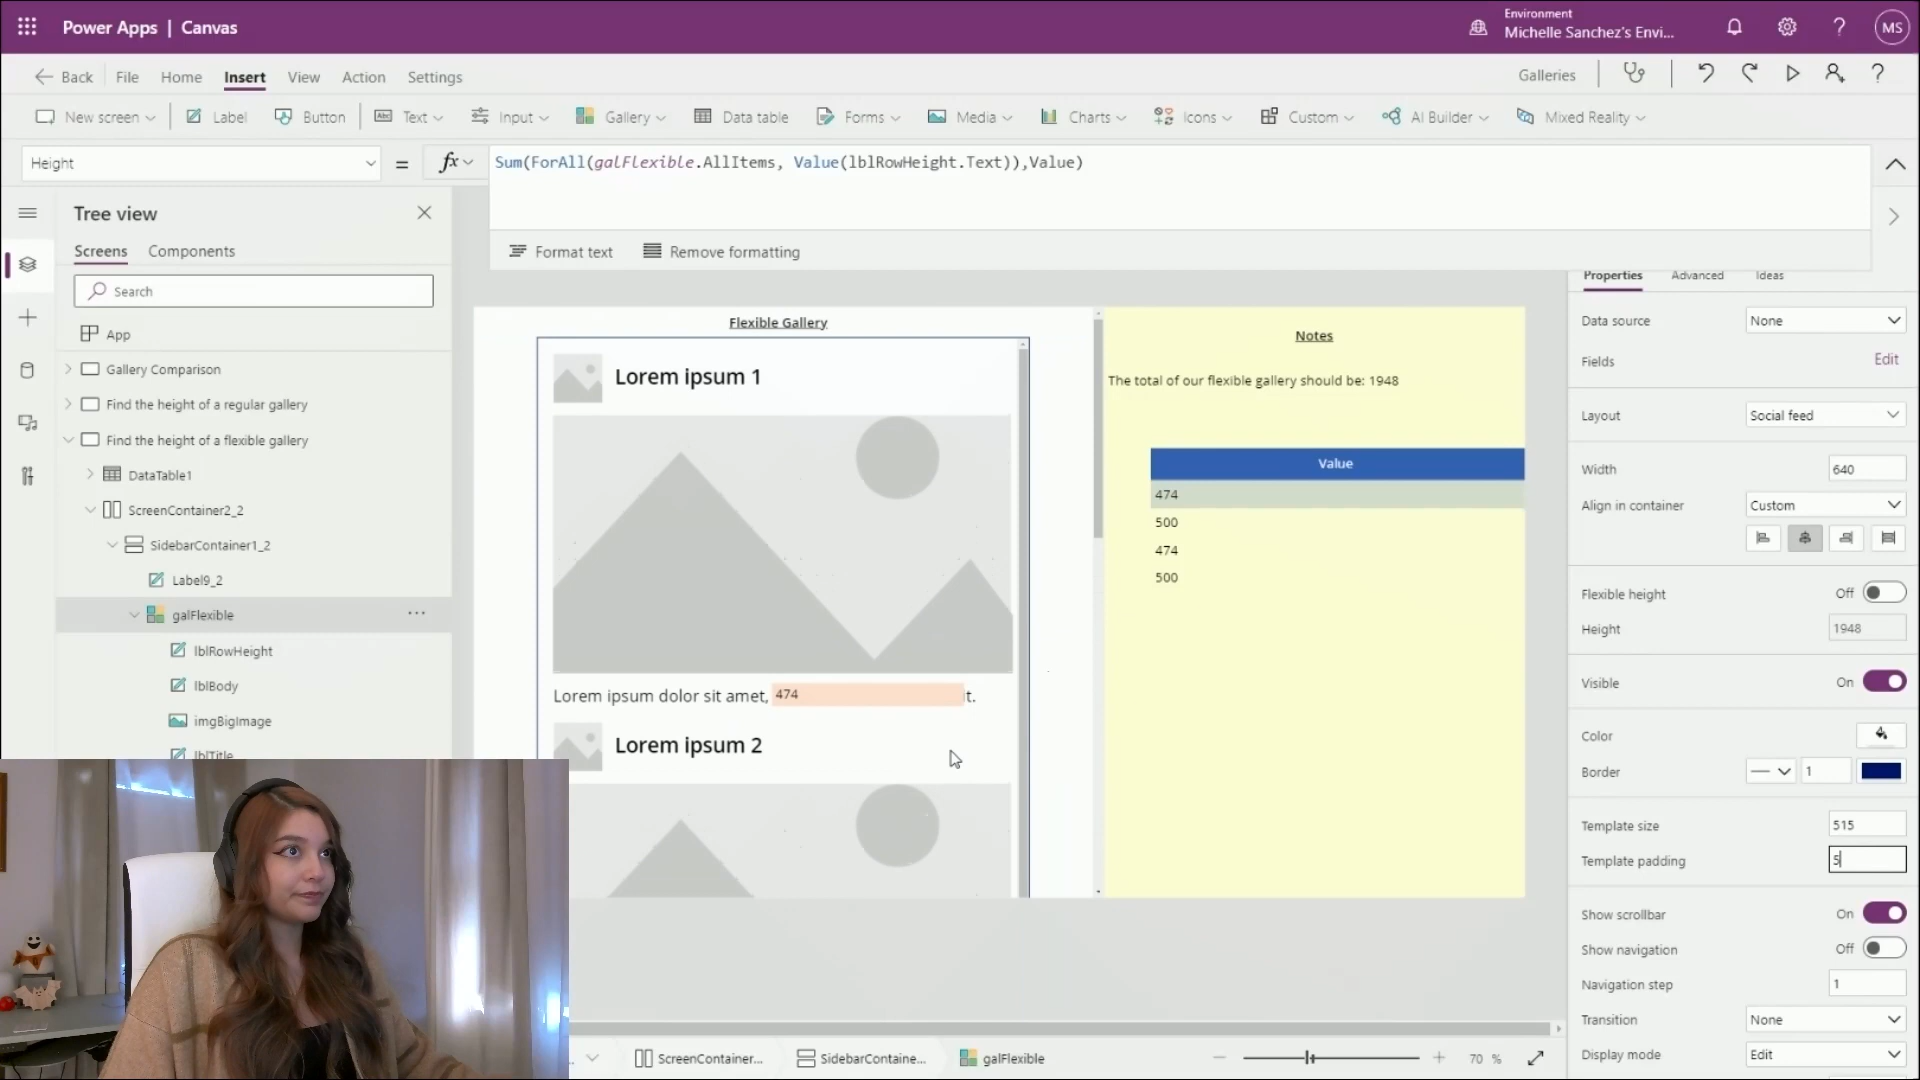 Power Apps | Canvas
Environment
Michelle Sanchez's Envi...
MS
Back File Home Insert View Action Settings
Galleries
New screen Label Button Text Input Gallery Data table Forms Media Charts Icons Custom AI Builder Mixed Reality
Height = fx Sum(ForAll(galFlexible.AllItems, Value(lblRowHeight.Text)),Value)
Format text Remove formatting
Tree view
Screens Components
Search
App
Gallery Comparison
Find the height of a regular gallery
Find the height of a flexible gallery
DataTable1
ScreenContainer2_2
SidebarContainer1_2
Label9_2
galFlexible
lblRowHeight
lblBody
imgBigImage
lblTitle
Flexible Gallery
Lorem ipsum 1
Lorem ipsum dolor sit amet, 474 it.
Lorem ipsum 2
Notes
The total of our flexible gallery should be: 1948
Value
474
500
474
500
Properties Advanced Ideas
Data source None
Fields Edit
Layout Social feed
Width 640
Align in container Custom
Flexible height Off
Height 1948
Visible On
Color
Border 1
Template size 515
Template padding 5
Show scrollbar On
Show navigation Off
Navigation step 1
Transition None
Display mode Edit
... ScreenContainer... SidebarContaine... galFlexible
70 %